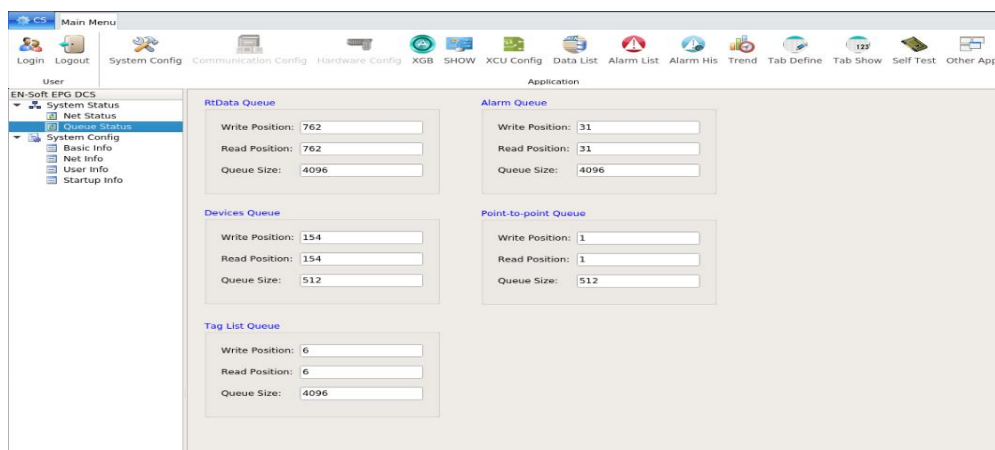 CS Main Menu
Login Logout System Config Communication Config Hardware Config XGB SHOW XCU Config Data List Alarm List Alarm His Trend Tab Define Tab Show Self Test Other App
User Application
EN-Soft EPG DCS
System Status
Net Status
Queue Status
System Config
Basic Info
Net Info
User Info
Startup Info
RtData Queue
Write Position: 762
Read Position: 762
Queue Size: 4096
Alarm Queue
Write Position: 31
Read Position: 31
Queue Size: 4096
Devices Queue
Write Position: 154
Read Position: 154
Queue Size: 512
Point-to-point Queue
Write Position: 1
Read Position: 1
Queue Size: 512
Tag List Queue
Write Position: 6
Read Position: 6
Queue Size: 4096